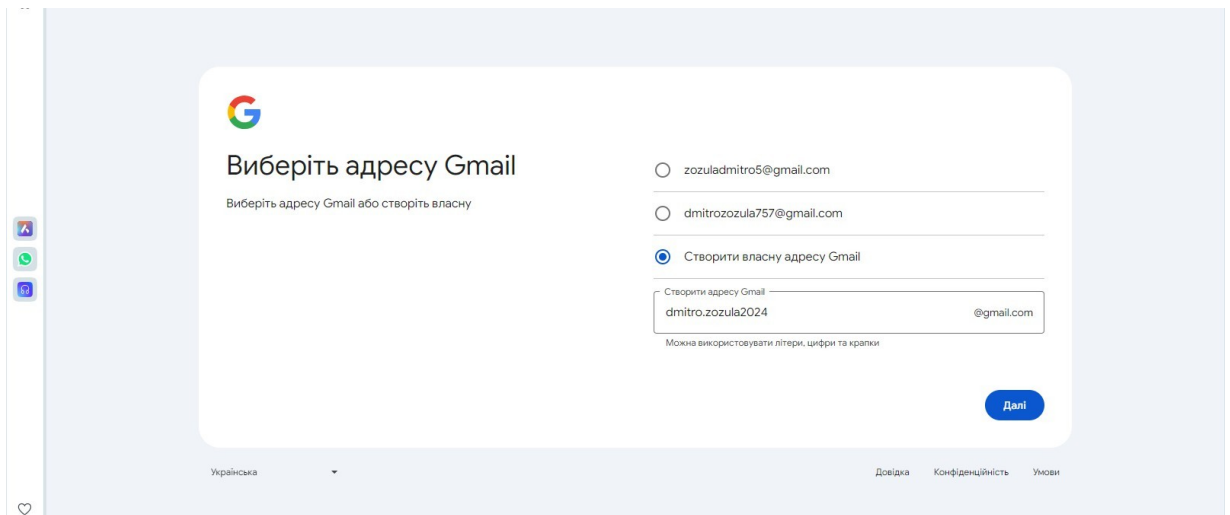 Виберіть адресу Gmail
Виберіть адресу Gmail або створіть власну
zozuladmitro5@gmail.com
dmitrozozula757@gmail.com
Створити власну адресу Gmail
Створити адресу Gmail
dmitro.zozula2024 @gmail.com
Можна використовувати літери, цифри та крапки
Далі
Українська Довідка Конфіденційність Умови